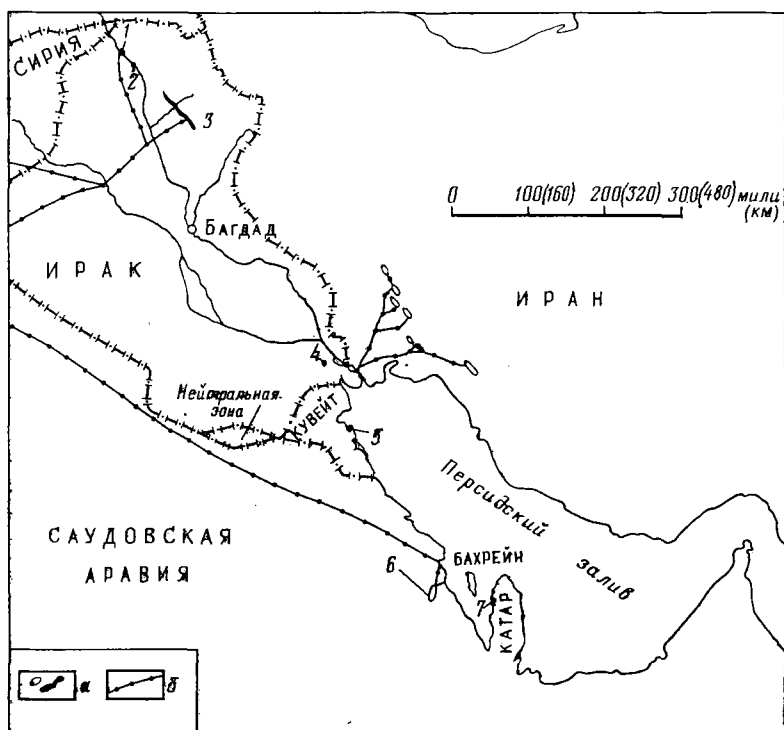 СИРИЯ
1
2
3
0 100(160) 200(320) 300(480) мили
(км)
БАГДАД
ИРАК
ИРАН
4
Нейтральная
зона
КУВЕЙТ
5
Персидский
залив
САУДОВСКАЯ
АРАВИЯ
6
БАХРЕЙН
7
КАТАР
а
б